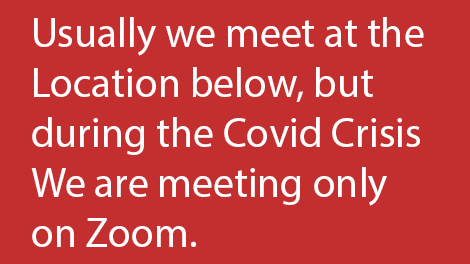 Usually we meet at the
Location below, but
during the Covid Crisis
We are meeting only
on Zoom.